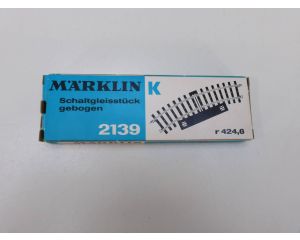 MÄRKLIN K
Schaltgleisstück
gebogen
2139
r 424,6